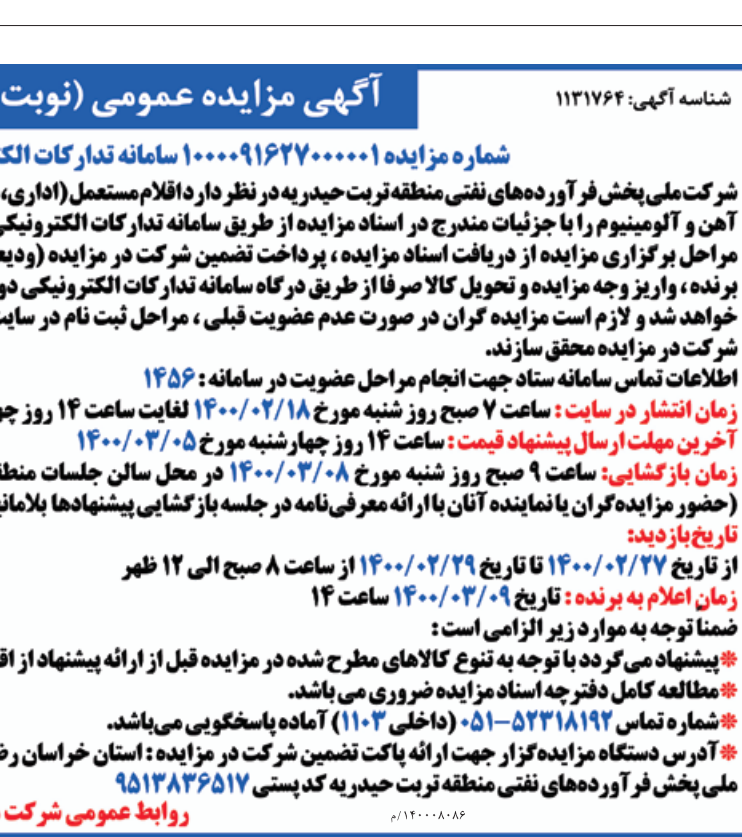 شناسه آگهی: ۱۱۳۱۷۶۴
آگهی مزایده عمومی (نوبت
شماره مزایده ۱۰۰۰۰۹۱۶۲۷۰۰۰۰۰۱ سامانه تدارکات
شرکت ملی پخش فرآورده‌های نفتی منطقه تربت حیدریه در نظر دارد اقلام مستعمل (اداری،
آهن و آلومینیوم را با جزئیات مندرج در اسناد مزایده از طریق سامانه تدارکات الکترونیکی
مراحل برگزاری مزایده از دریافت اسناد مزایده، پرداخت تضمین شرکت در مزایده (ودیع
برنده، واریز وجه مزایده و تحویل کالا صرفا از طریق درگاه سامانه تدارکات الکترونیکی دو
خواهد شد و لازم است مزایده گران در صورت عدم عضویت قبلی، مراحل ثبت نام در سایت
شرکت در مزایده محقق سازند.
اطلاعات تماس سامانه ستاد جهت انجام مراحل عضویت در سامانه: ۱۴۵۶
زمان انتشار در سایت: ساعت ۷ صبح روز شنبه مورخ ۱۴۰۰/۰۲/۱۸ لغایت ساعت ۱۴ روز چو
آخرین مهلت ارسال پیشنهاد قیمت: ساعت ۱۴ روز چهارشنبه مورخ ۱۴۰۰/۰۳/۰۵
زمان بازگشایی: ساعت ۹ صبح روز شنبه مورخ ۱۴۰۰/۰۳/۰۸ در محل سالن جلسات منطق
(حضور مزایده‌گران یا نماینده آنان با ارائه معرفی‌نامه در جلسه بازگشایی پیشنهادها بلامانع
تاریخ بازدید:
از تاریخ ۱۴۰۰/۰۲/۲۷ تا تاریخ ۱۴۰۰/۰۲/۲۹ از ساعت ۸ صبح الی ۱۲ ظهر
زمان اعلام به برنده: تاریخ ۱۴۰۰/۰۳/۰۹ ساعت ۱۴
ضمناً توجه به موارد زیر الزامی است:
❊پیشنهاد می‌گردد با توجه به تنوع کالاهای مطرح شده در مزایده قبل از ارائه پیشنهاد از اق
❊مطالعه کامل دفترچه اسناد مزایده ضروری می باشد.
❊شماره تماس ۵۲۳۱۸۱۹۲-۰۵۱ (داخلی ۱۱۰۳) آماده پاسخگویی می‌باشد.
❊آدرس دستگاه مزایده‌گزار جهت ارائه پاکت تضمین شرکت در مزایده: استان خراسان رض
ملی پخش فرآورده‌های نفتی منطقه تربت حیدریه کدپستی ۹۵۱۳۸۳۶۵۱۷
روابط عمومی شرکت
۱۴۰۰۰۸۰۸۶/م